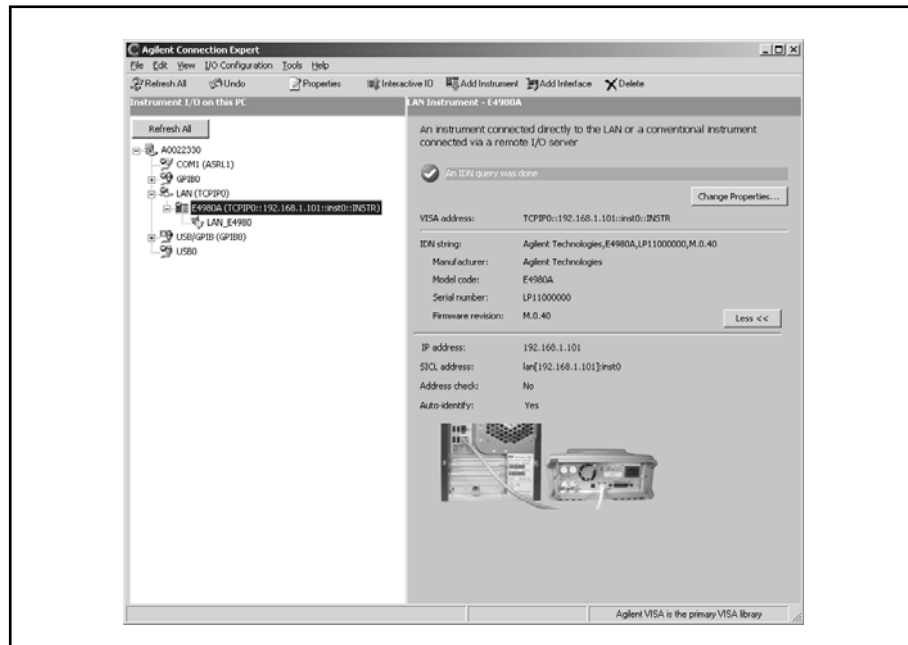 Agilent Connection Expert
File Edit View I/O Configuration Tools Help
Refresh All Undo Properties Interactive IO Add Instrument Add Interface Delete
Instrument I/O on this PC
Refresh All
A0022330
COM1 (ASRL1)
GPIB0
LAN (TCPIP0)
E4980A (TCPIP0::192.168.1.101::inst0::INSTR)
LAN_E4980
USB/GPIB (GPIB8)
USB0
LAN Instrument - E4980A
An instrument connected directly to the LAN or a conventional instrument
connected via a remote I/O server
An IDN query was done
Change Properties...
VISA address: TCPIP0::192.168.1.101::inst0::INSTR
IDN string: Agilent Technologies,E4980A,LP11000000,M.0.40
Manufacturer: Agilent Technologies
Model code: E4980A
Serial number: LP11000000
Firmware revision: M.0.40
Less <<
IP address: 192.168.1.101
SICL address: lan[192.168.1.101]:inst0
Address check: No
Auto-identify: Yes
Agilent VISA is the primary VISA library